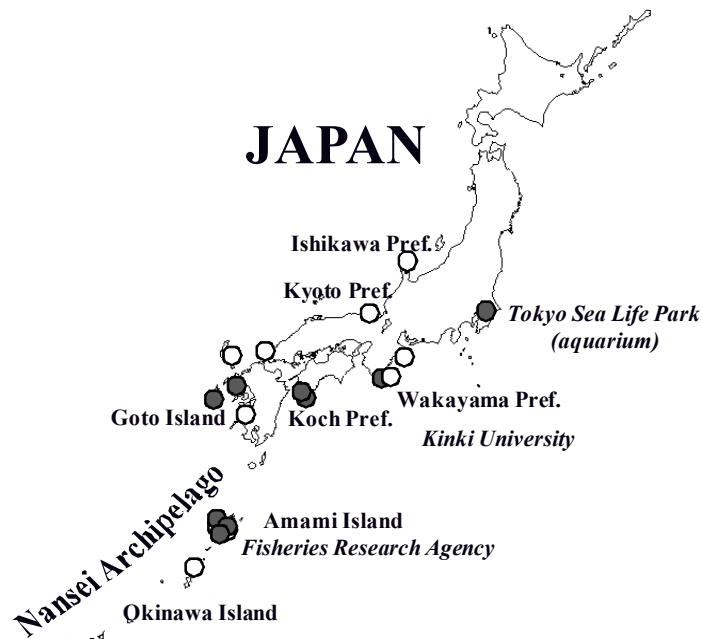 JAPAN
Ishikawa Pref.
Kyoto Pref.
Tokyo Sea Life Park
(aquarium)
Goto Island
Koch Pref.
Wakayama Pref.
Kinki University
Nansei Archipelago
Amami Island
Fisheries Research Agency
Okinawa Island